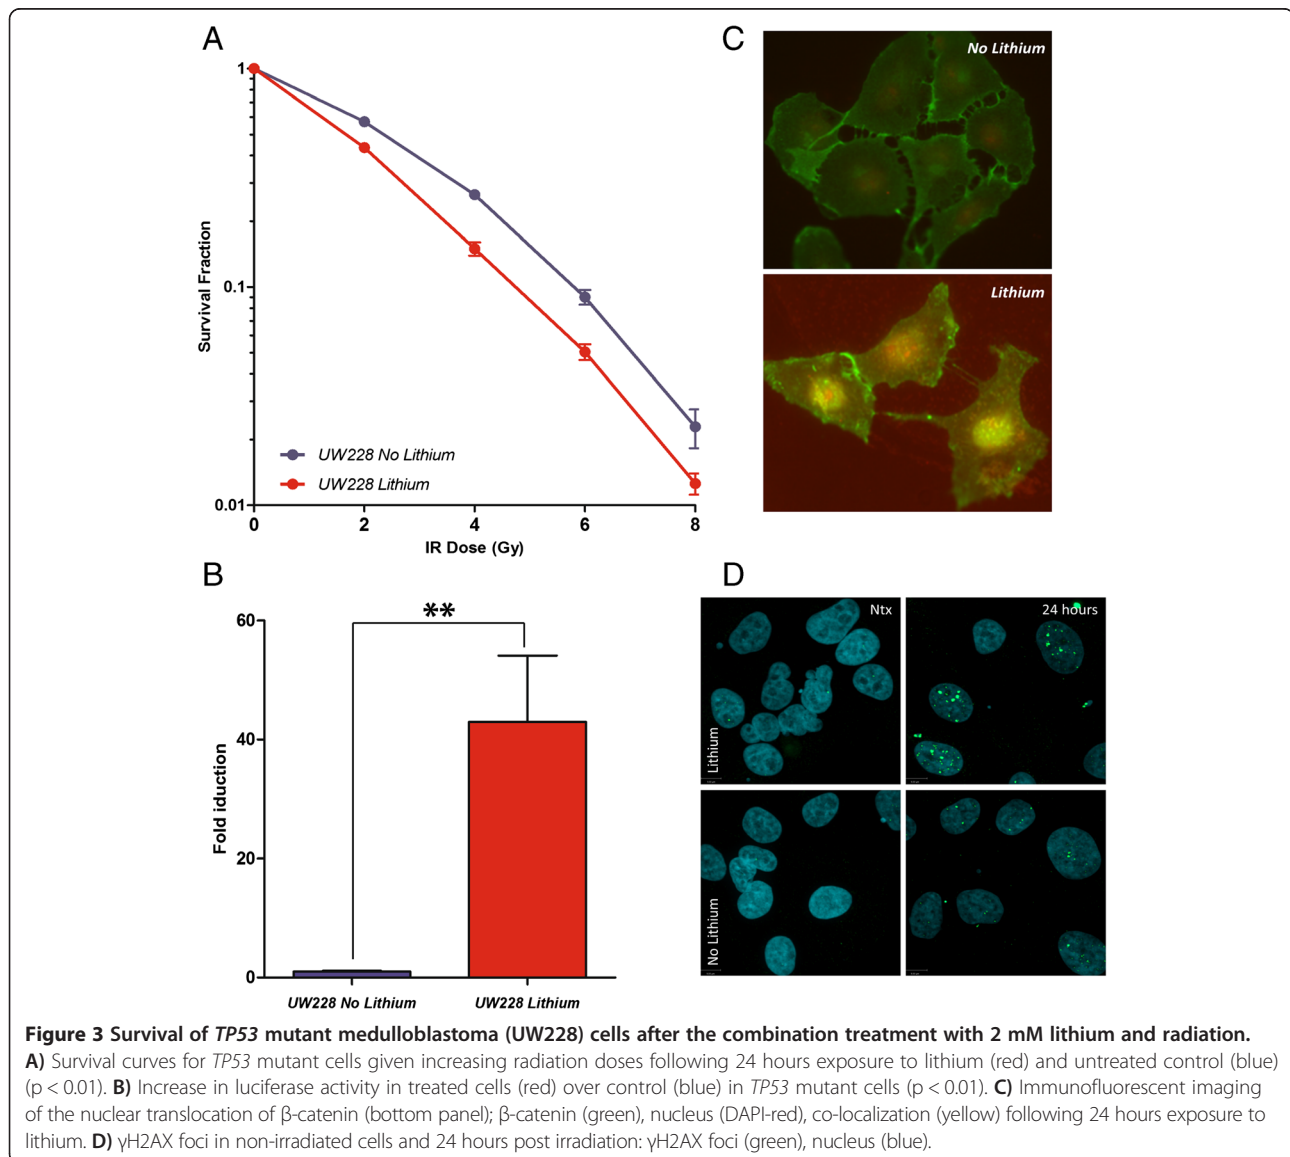 A
1
0.1
0.01
Survival Fraction
UW228 No Lithium
UW228 Lithium
0
2
4
6
8
IR Dose (Gy)
C
No Lithium
Lithium
B
60
40
20
0
Fold iduction
**
UW228 No Lithium
UW228 Lithium
D
Ntx
24 hours
Lithium
No Lithium
Figure 3 Survival of TP53 mutant medulloblastoma (UW228) cells after the combination treatment with 2 mM lithium and radiation.
A) Survival curves for TP53 mutant cells given increasing radiation doses following 24 hours exposure to lithium (red) and untreated control (blue)
(p < 0.01). B) Increase in luciferase activity in treated cells (red) over control (blue) in TP53 mutant cells (p < 0.01). C) Immunofluorescent imaging
of the nuclear translocation of β-catenin (bottom panel); β-catenin (green), nucleus (DAPI-red), co-localization (yellow) following 24 hours exposure to
lithium. D) γH2AX foci in non-irradiated cells and 24 hours post irradiation: γH2AX foci (green), nucleus (blue).